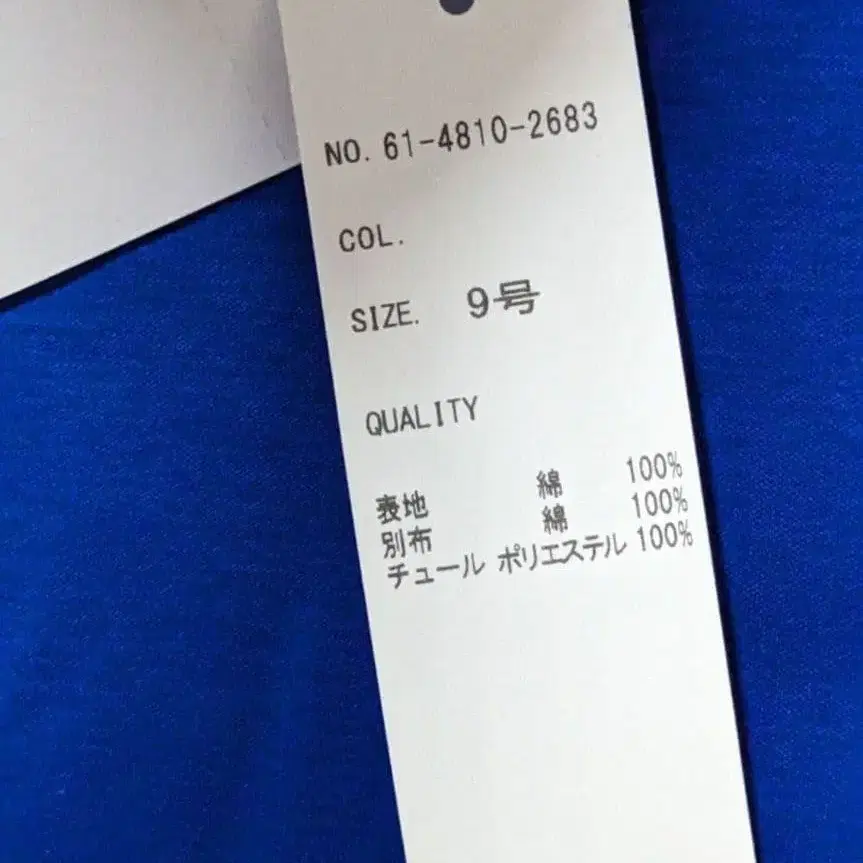 NO. 61-4810-2683
COL.
SIZE. 9号
QUALITY
表地 綿 100%
別布 綿 100%
チュール ポリエステル 100%